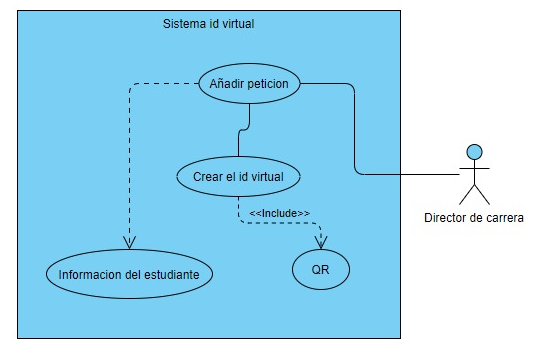 Sistema id virtual
Añadir peticion
Crear el id virtual
<<Include>>
Director de carrera
Informacion del estudiante
QR